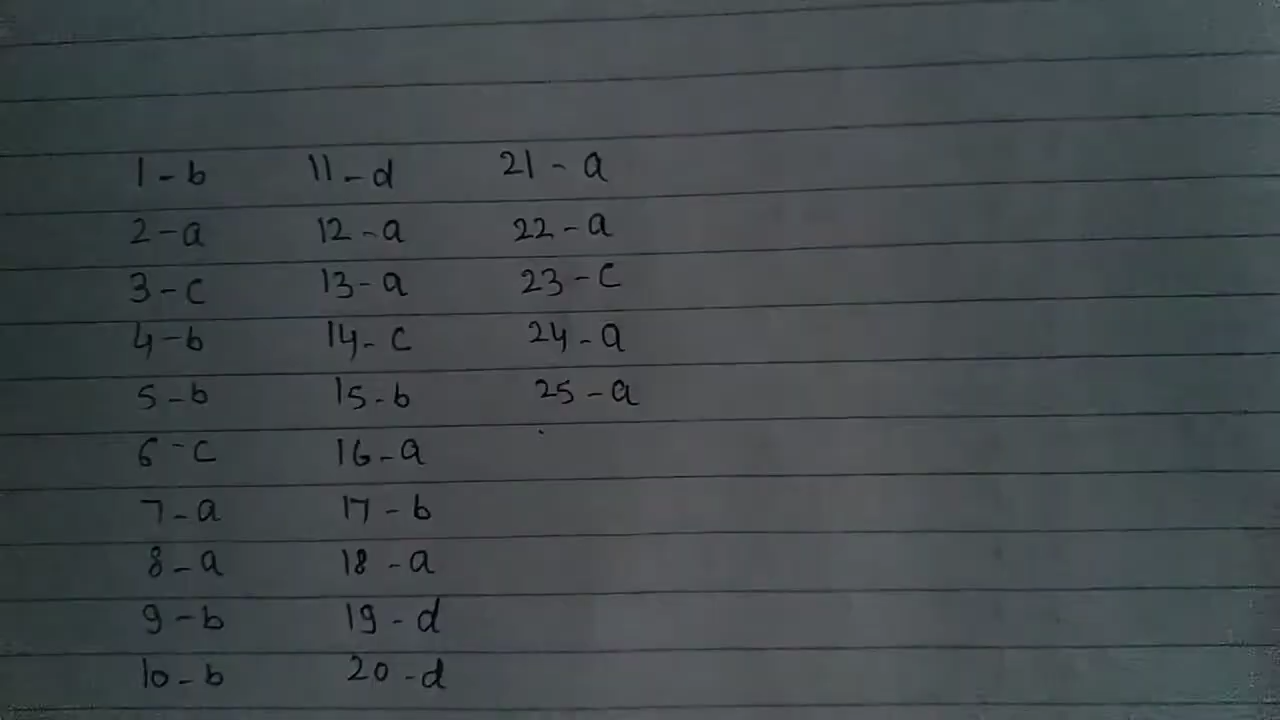 1 - b 11 - d 21 - a
2 - a 12 - a 22 - a
3 - c 13 - a 23 - c
4 - b 14 - c 24 - a
5 - b 15 - b 25 - a
6 - c 16 - a
7 - a 17 - b
8 - a 18 - a
9 - b 19 - d
10 - b 20 - d